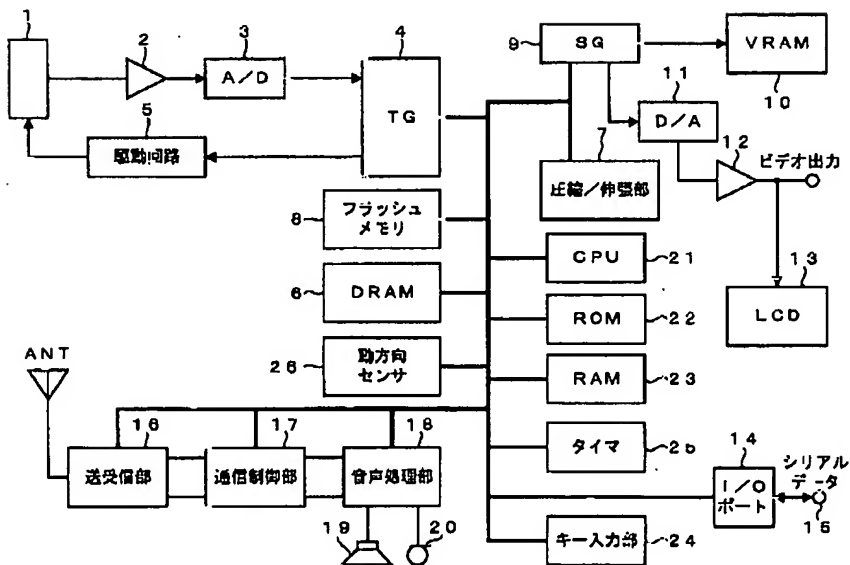 1
2
3
A/D
4
TG
5
駆動回路
9
SG
VRAM
10
11
D/A
12
ビデオ出力
7
圧縮/伸張部
13
LCD
8
フラッシュ
メモリ
6
DRAM
26
動方向
センサ
CPU
21
ROM
22
RAM
23
タイマ
25
キー入力部
24
14
I/O
ポート
シリアル
データ
15
ANT
16
送受信部
17
通信制御部
18
音声処理部
19
20